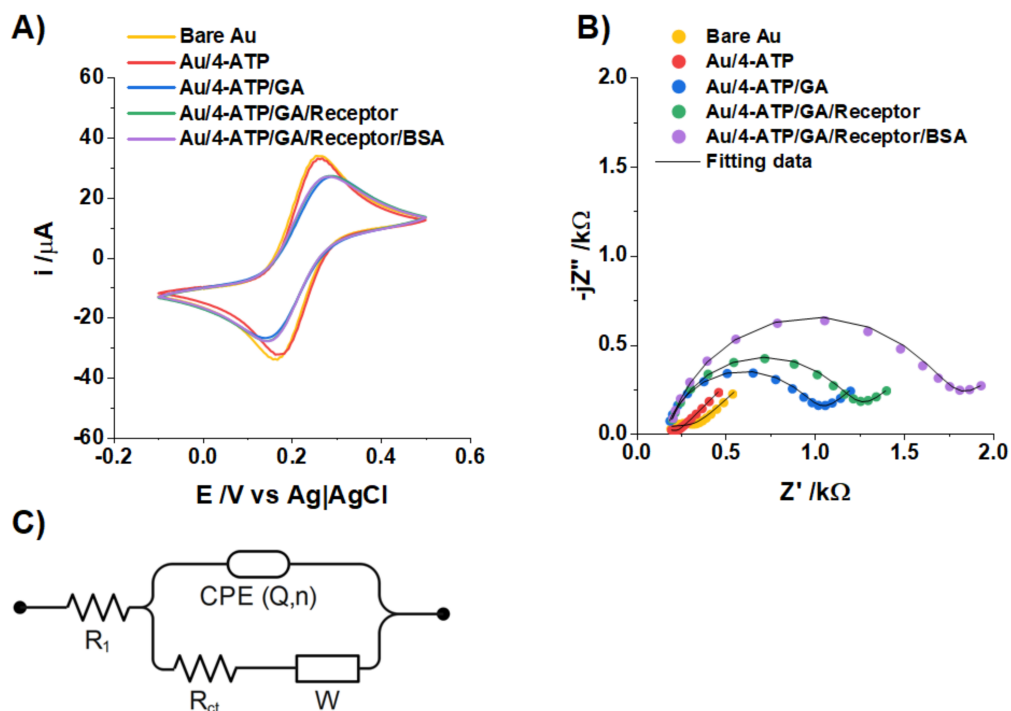 A)
Bare Au
Au/4-ATP
Au/4-ATP/GA
Au/4-ATP/GA/Receptor
Au/4-ATP/GA/Receptor/BSA
60
40
20
0
-20
-40
-60
i /μA
-0.2
0.0
0.2
0.4
0.6
E /V vs Ag|AgCl
B)
Bare Au
Au/4-ATP
Au/4-ATP/GA
Au/4-ATP/GA/Receptor
Au/4-ATP/GA/Receptor/BSA
Fitting data
2.0
1.5
1.0
0.5
0.0
-jZ" /kΩ
0.0
0.5
1.0
1.5
2.0
Z' /kΩ
C)
CPE (Q,n)
R1
Rct
W